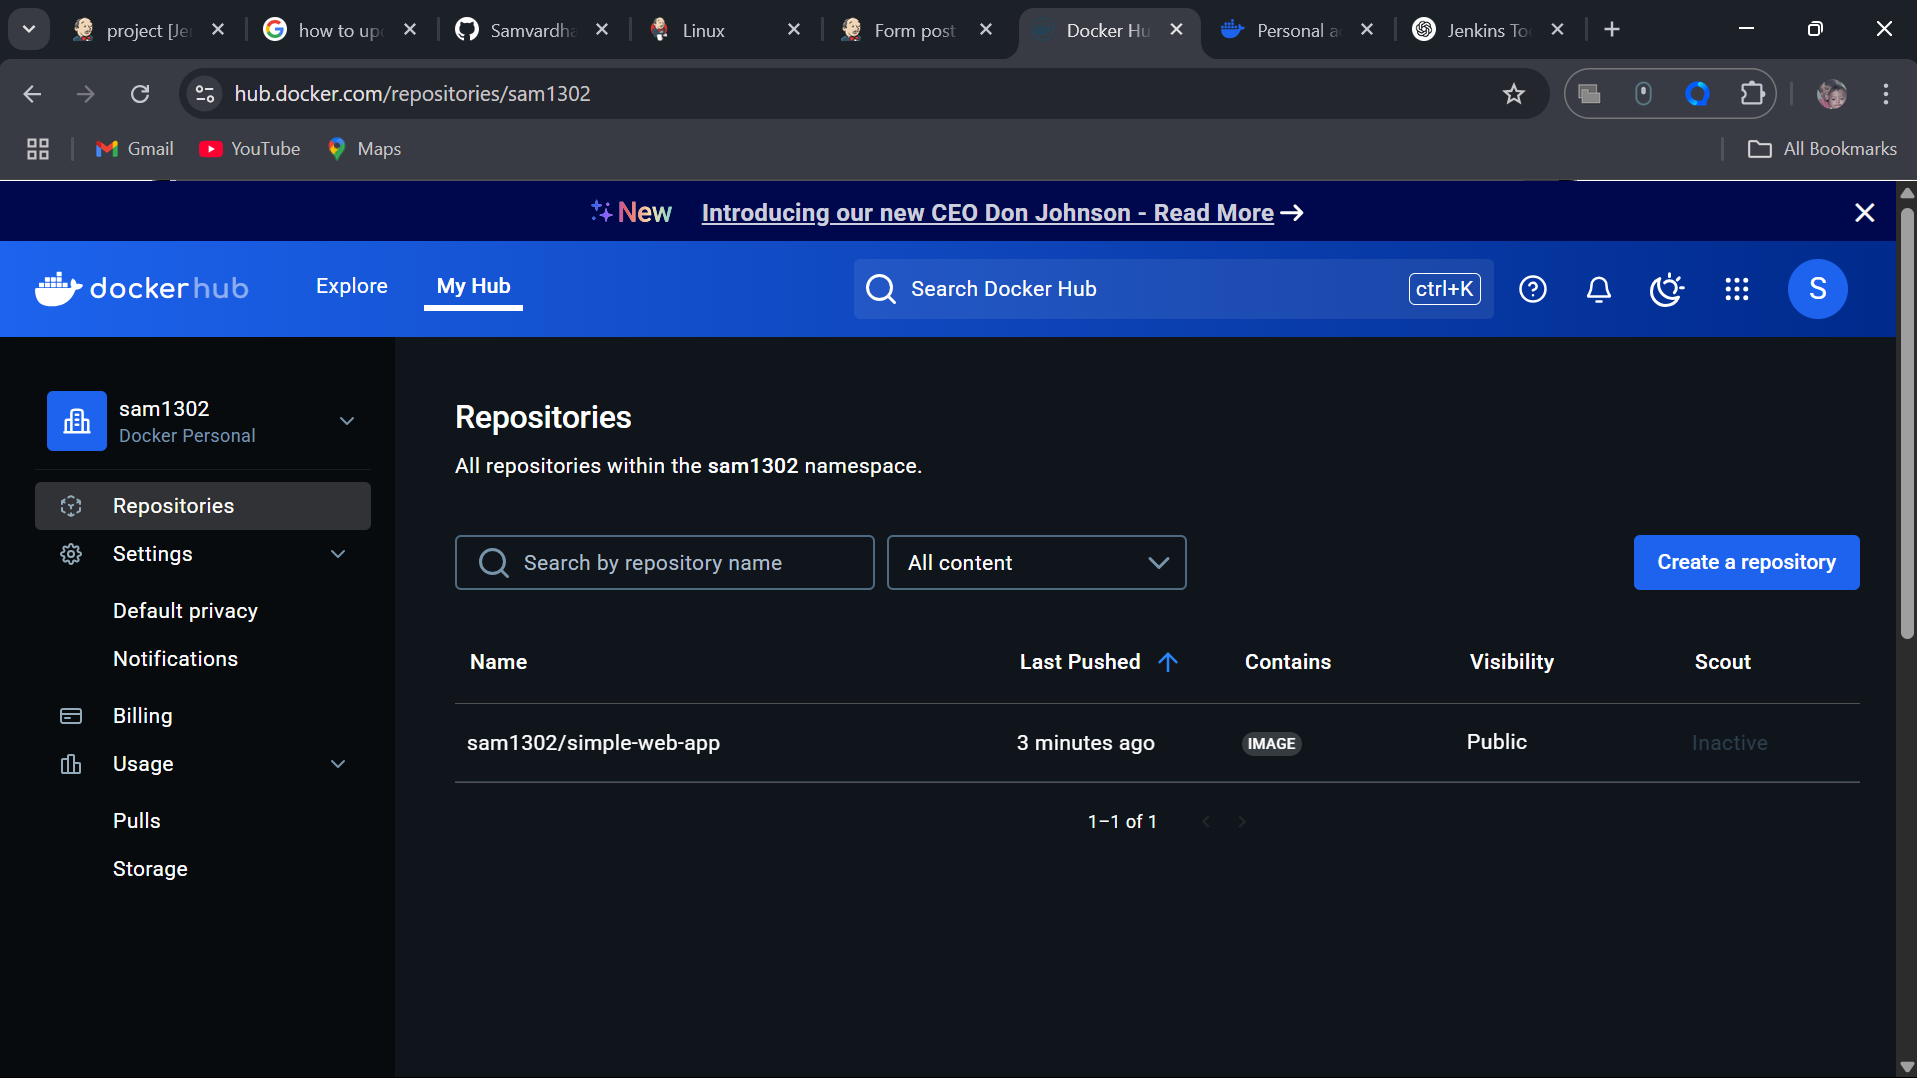 project [Je
how to up
Samvardha
Linux
Form post
Docker Hu
Personal a
Jenkins To
hub.docker.com/repositories/sam1302
Gmail
YouTube
Maps
All Bookmarks
New Introducing our new CEO Don Johnson - Read More →
dockerhub
Explore
My Hub
Search Docker Hub
ctrl+K
S
sam1302
Docker Personal
Repositories
Settings
Default privacy
Notifications
Billing
Usage
Pulls
Storage
Repositories
All repositories within the sam1302 namespace.
Search by repository name
All content
Create a repository
Name Last Pushed Contains Visibility Scout
sam1302/simple-web-app 3 minutes ago IMAGE Public Inactive
1–1 of 1